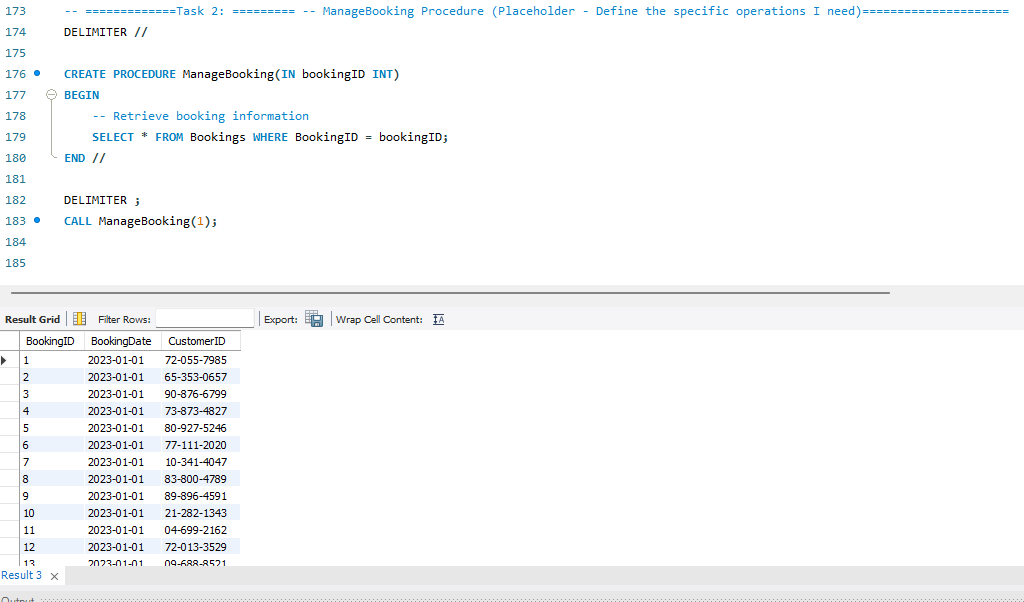 173 -- =============Task 2: ========= -- ManageBooking Procedure (Placeholder - Define the specific operations I need)=====================
174 DELIMITER //
175
176 CREATE PROCEDURE ManageBooking(IN bookingID INT)
177 BEGIN
178 -- Retrieve booking information
179 SELECT * FROM Bookings WHERE BookingID = bookingID;
180 END //
181
182 DELIMITER ;
183 CALL ManageBooking(1);
184
185
Result Grid Filter Rows: Export: Wrap Cell Content:
BookingID BookingDate CustomerID
1 2023-01-01 72-055-7985
2 2023-01-01 65-353-0657
3 2023-01-01 90-876-6799
4 2023-01-01 73-873-4827
5 2023-01-01 80-927-5246
6 2023-01-01 77-111-2020
7 2023-01-01 10-341-4047
8 2023-01-01 83-800-4789
9 2023-01-01 89-896-4591
10 2023-01-01 21-282-1343
11 2023-01-01 04-699-2162
12 2023-01-01 72-013-3529
13 2023-01-01 09-688-8521
Result 3
Output